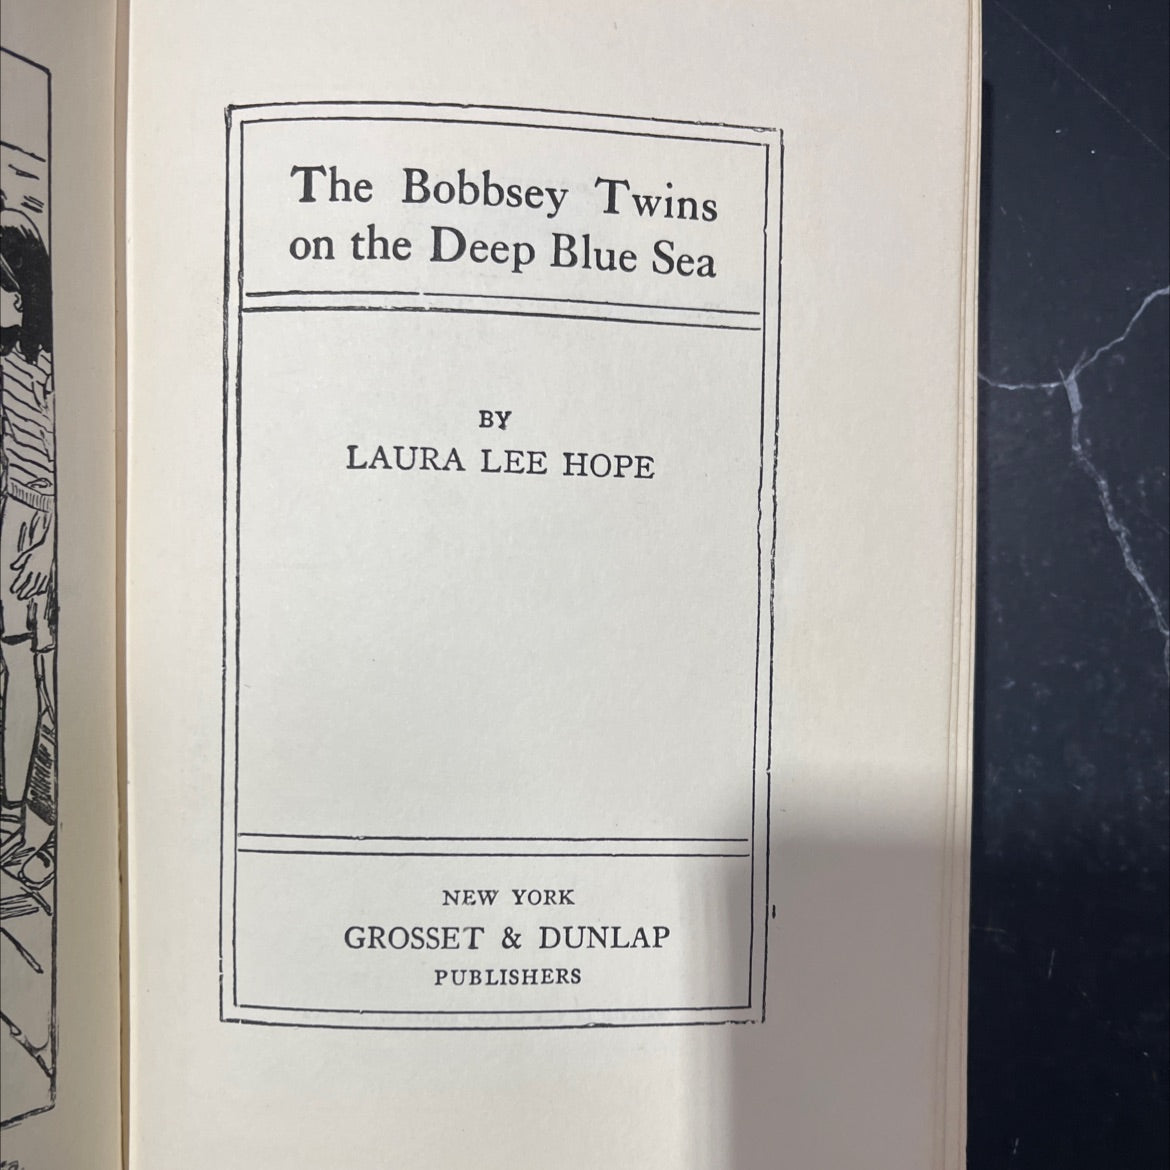 The Bobbsey Twins
on the Deep Blue Sea
BY
LAURA LEE HOPE
NEW YORK
GROSSET & DUNLAP
PUBLISHERS